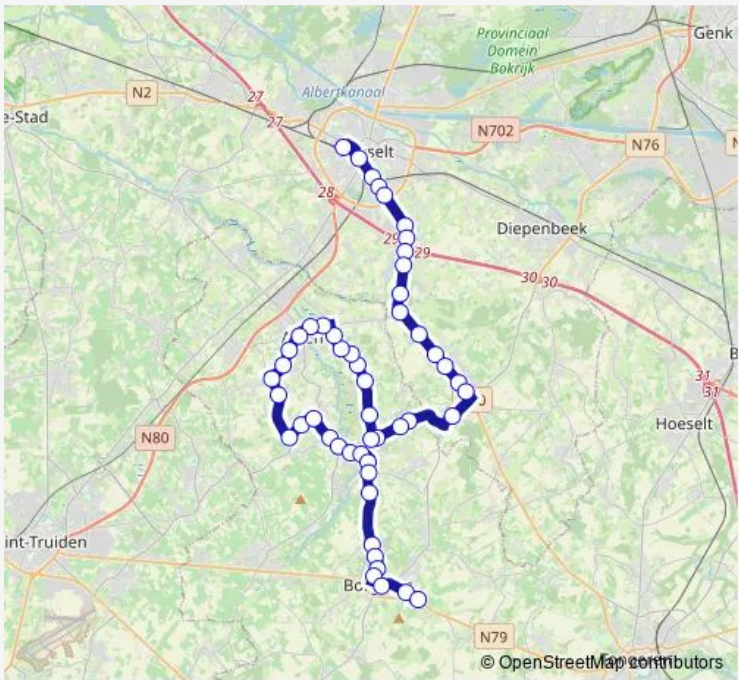 Genk
Provinciaal
Domein
Bokrijk
N2
27
Albertkanaal
e-Stad
27
N702
N76
sselt
28
Diepenbeek
29
29
30 30
31
31
N80
Hoeselt
int-Truiden
N79
© OpenStreetMap contributors